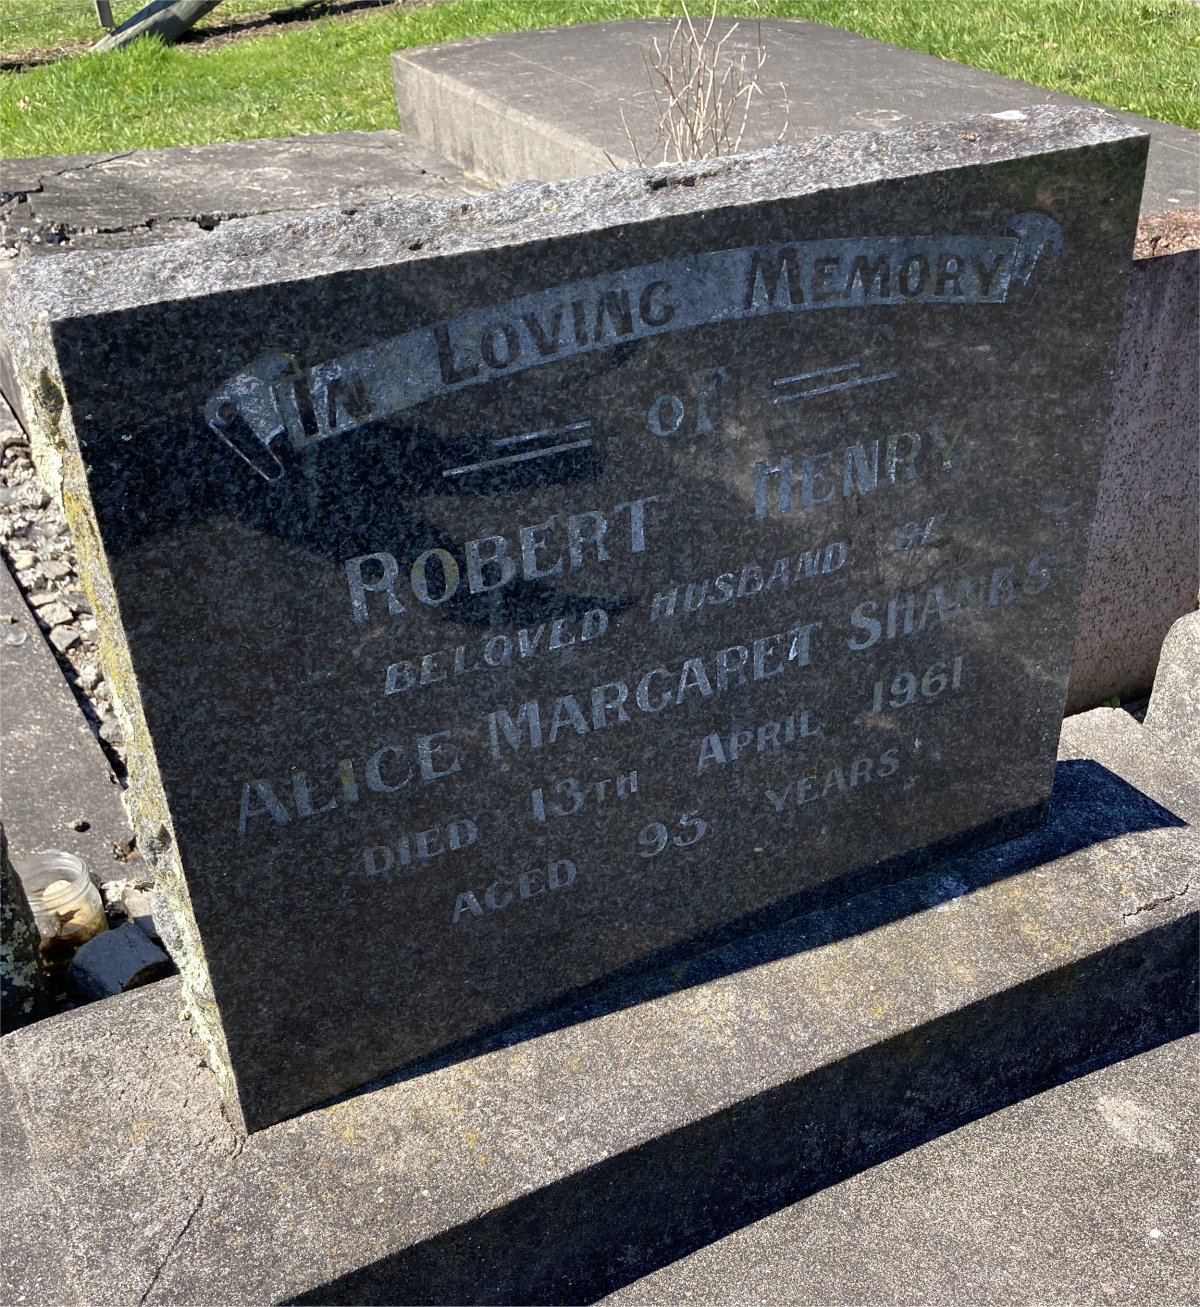 IN LOVING MEMORY
OF
ROBERT HENRY
BELOVED HUSBAND OF
ALICE MARGARET SHANKS
DIED 13TH APRIL 1961
AGED 95 YEARS